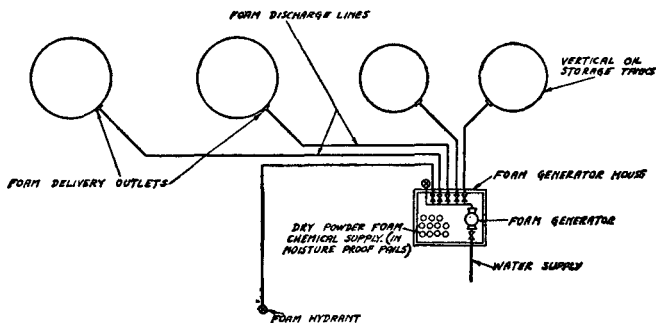 FOAM DISCHARGE LINES
VERTICAL OIL
STORAGE TANKS
FOAM DELIVERY OUTLETS
FOAM GENERATOR HOUSE
DRY POWDER FOAM
CHEMICAL SUPPLY. (IN
MOISTURE PROOF PAILS)
FOAM GENERATOR
WATER SUPPLY
FOAM HYDRANT